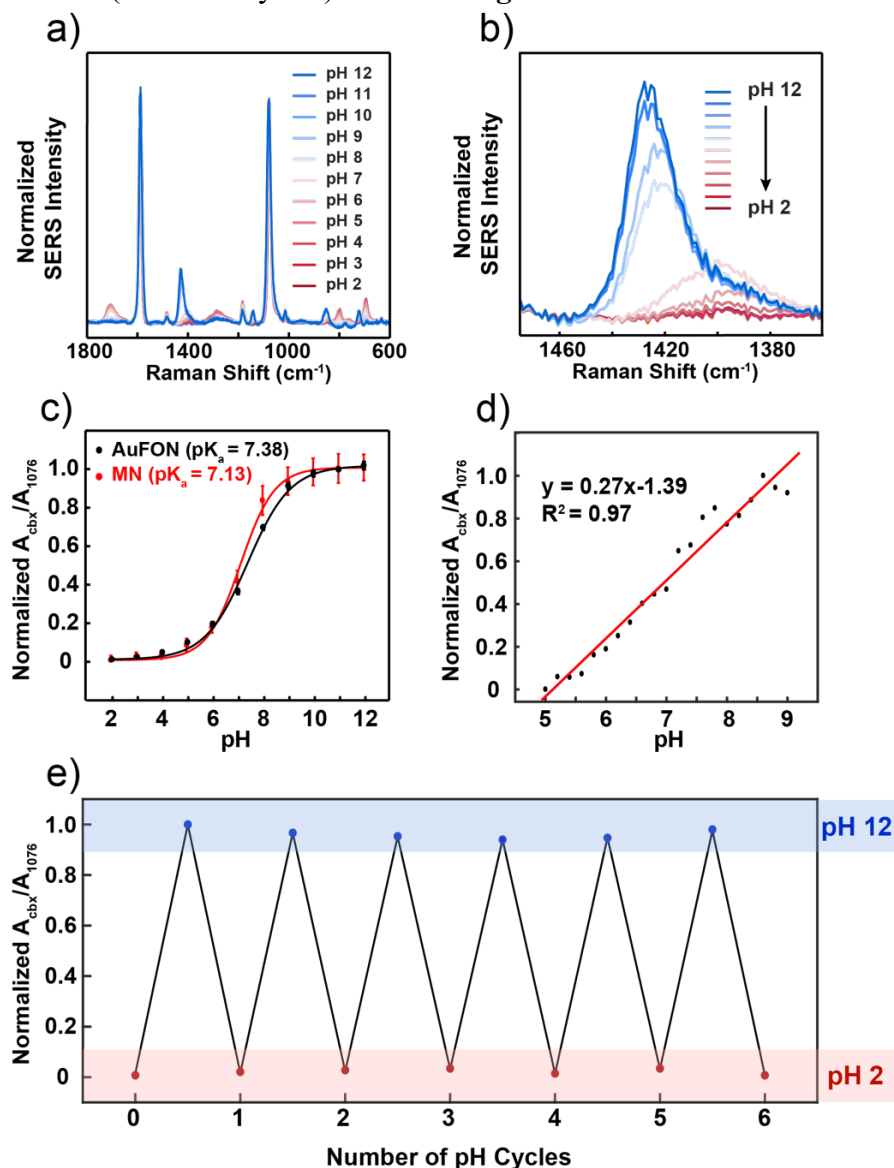 a)
Normalized
SERS Intensity
pH 12
pH 11
pH 10
pH 9
pH 8
pH 7
pH 6
pH 5
pH 4
pH 3
pH 2
1800 1400 1000 600
Raman Shift (cm⁻¹)
b)
Normalized
SERS Intensity
pH 12
pH 2
1460 1420 1380
Raman Shift (cm⁻¹)
c)
Normalized A_cbx/A_1076
AuFON (pK_a = 7.38)
MN (pK_a = 7.13)
1.0
0.8
0.6
0.4
0.2
0
2 4 6 8 10 12
pH
d)
Normalized A_cbx/A_1076
y = 0.27x-1.39
R² = 0.97
1.0
0.8
0.6
0.4
0.2
0
5 6 7 8 9
pH
e)
Normalized A_cbx/A_1076
1.0
0.8
0.6
0.4
0.2
0
pH 12
pH 2
0 1 2 3 4 5 6
Number of pH Cycles